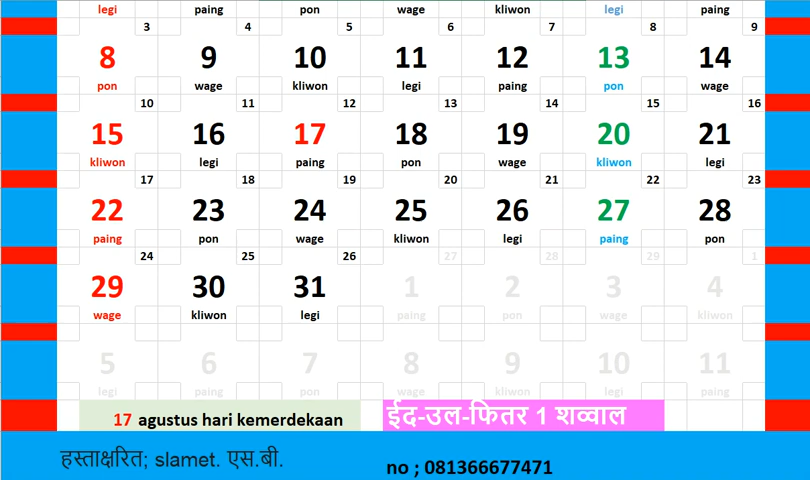 legi paing pon wage kliwon legi paing
3 4 5 6 7 8 9
8 9 10 11 12 13 14
pon wage kliwon legi paing pon wage
10 11 12 13 14 15 16
15 16 17 18 19 20 21
kliwon legi paing pon wage kliwon legi
17 18 19 20 21 22 23
22 23 24 25 26 27 28
paing pon wage kliwon legi paing pon
24 25 26 27 28 29 1
29 30 31 1 2 3 4
wage kliwon legi paing pon wage kliwon
5 6 7 8 9 10 11
legi paing pon wage kliwon legi paing
17 agustus hari kemerdekaan
ईद-उल-फितर 1 शव्वाल
हस्ताक्षरित; slamet. एस.बी.
no ; 081366677471